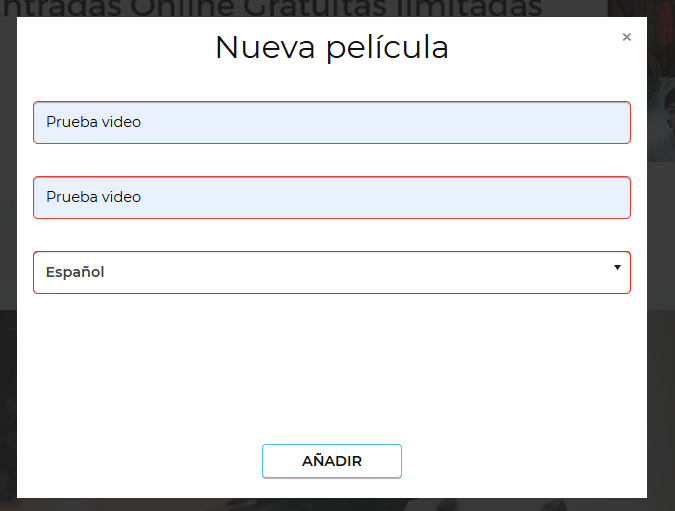 ntradas Online Gratuitas limitadas
Nueva película
×
Prueba video
Prueba video
Español
AÑADIR